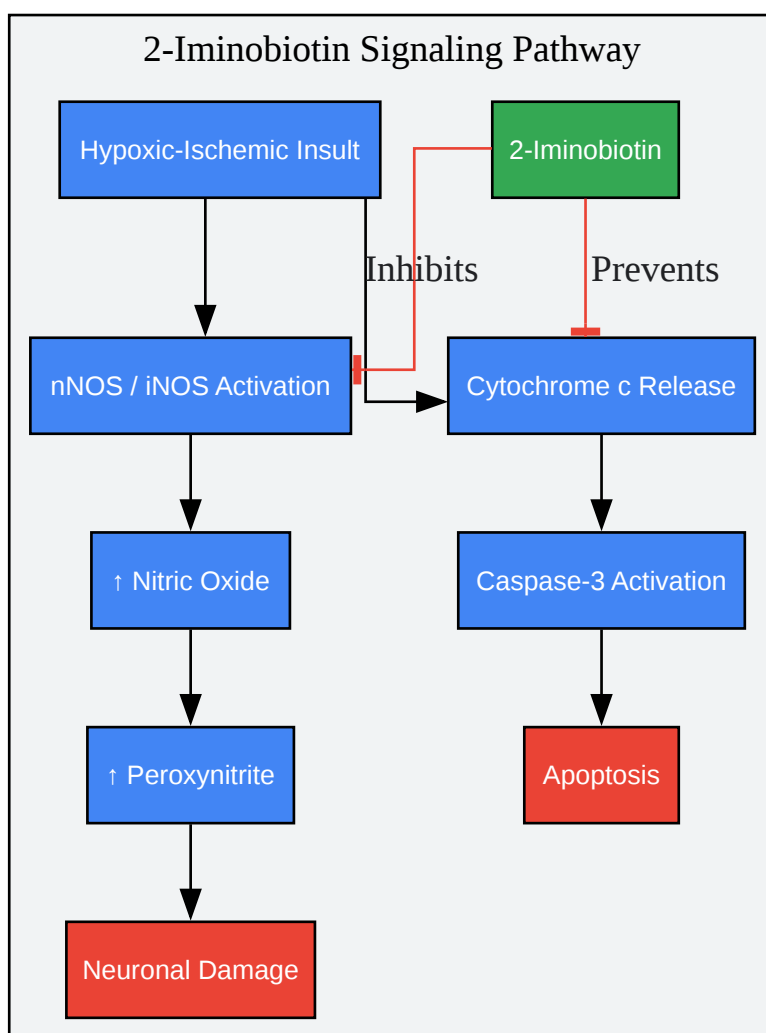 2-Iminobiotin Signaling Pathway
Hypoxic-Ischemic Insult
2-Iminobiotin
Inhibits
Prevents
nNOS / iNOS Activation
Cytochrome c Release
↑ Nitric Oxide
Caspase-3 Activation
↑ Peroxynitrite
Apoptosis
Neuronal Damage